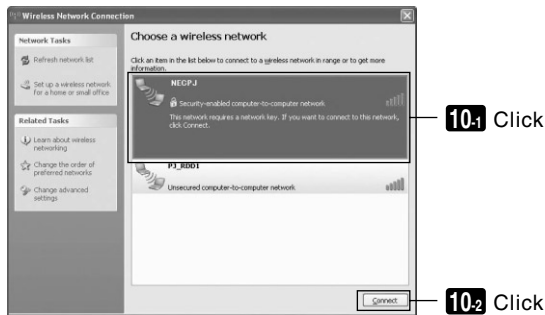 Wireless Network Connection
Network Tasks
Refresh network list
Set up a wireless network
for a home or small office
Related Tasks
Learn about wireless
networking
Change the order of
preferred networks
Change advanced
settings
Choose a wireless network
Click an item in the list below to connect to a wireless network in range or to get more
information.
NECPJ
Security-enabled computer-to-computer network
This network requires a network key. If you want to connect to this network,
click Connect.
PJ_RDD1
Unsecured computer-to-computer network
Connect
10-1 Click
10-2 Click